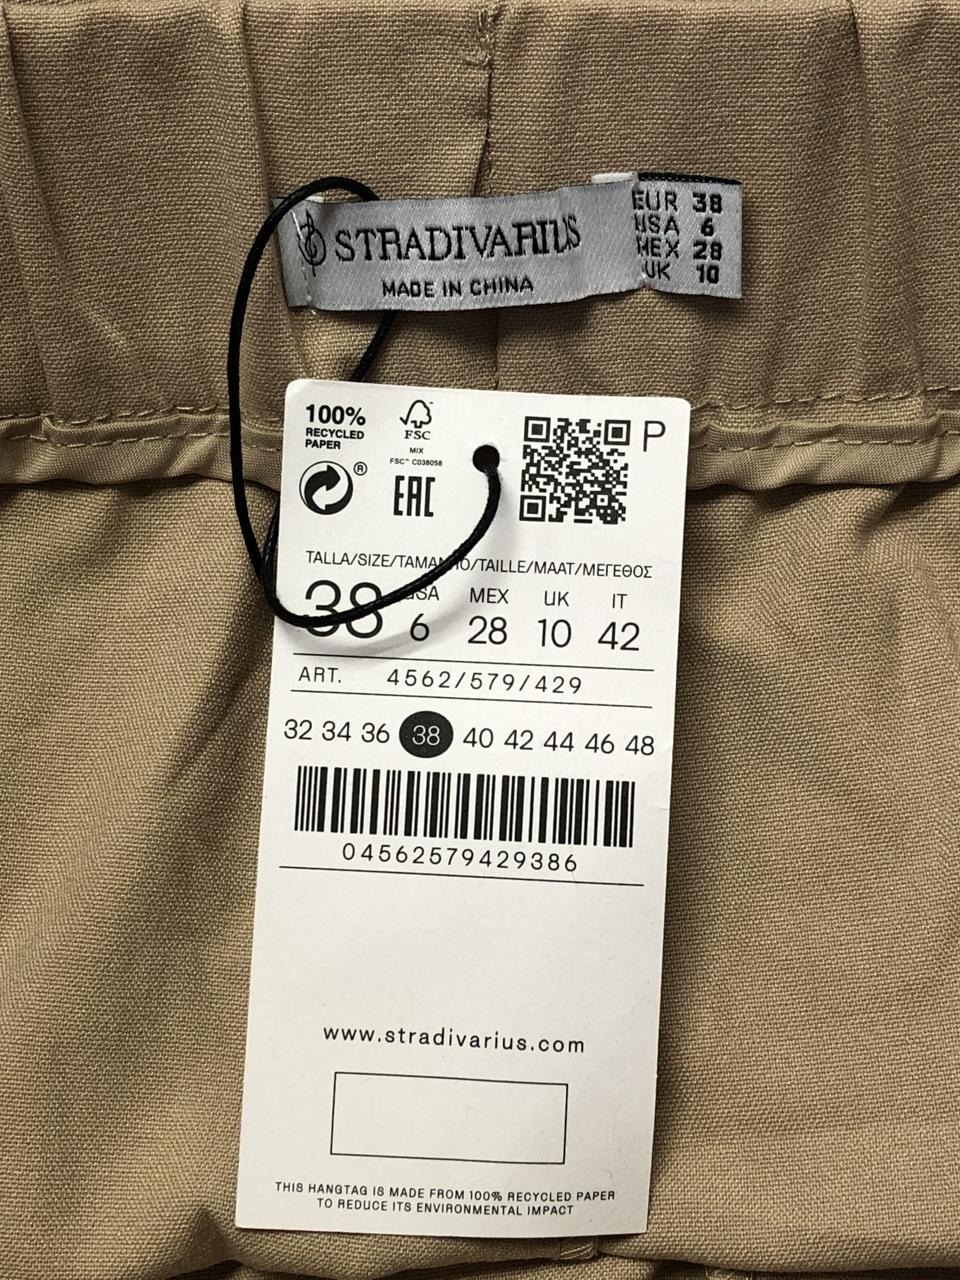 STRADIVARIUS
MADE IN CHINA
EUR 38
USA 6
MEX 28
UK 10
100%
RECYCLED
PAPER
FSC
MIX
FSC™ C038058
®
EAC
P
TALLA/SIZE/TAMANHO/TAILLE/MAAT/ΜΕΓΕΘΟΣ
38
USA MEX UK IT
6 28 10 42
ART. 4562/579/429
32 34 36 38 40 42 44 46 48
04562579429386
www.stradivarius.com
THIS HANGTAG IS MADE FROM 100% RECYCLED PAPER
TO REDUCE ITS ENVIRONMENTAL IMPACT